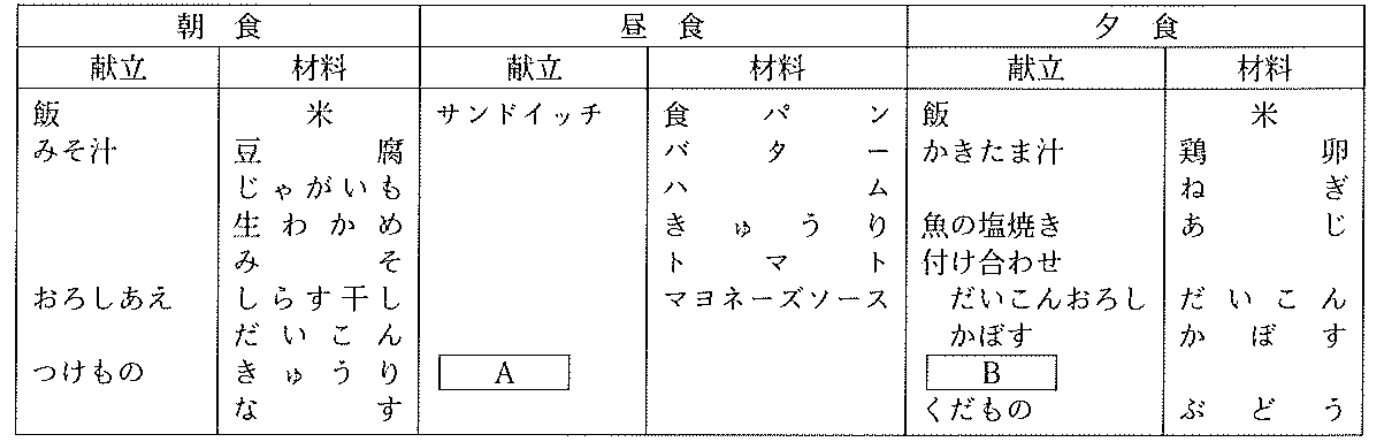 朝食 昼食 夕食
献立 材料 献立 材料 献立 材料
飯 米 サンドイッチ 食パン 飯 米
みそ汁 豆腐 バター かきたま汁 鶏卵
じゃがいも ハム ねぎ
生わかめ きゅうり 魚の塩焼き あじ
みそ トマト 付け合わせ
おろしあえ しらす干し マヨネーズソース だいこんおろし だいこん
だいこん かぼす かぼす
つけもの きゅうり A B
なす くだもの ぶどう